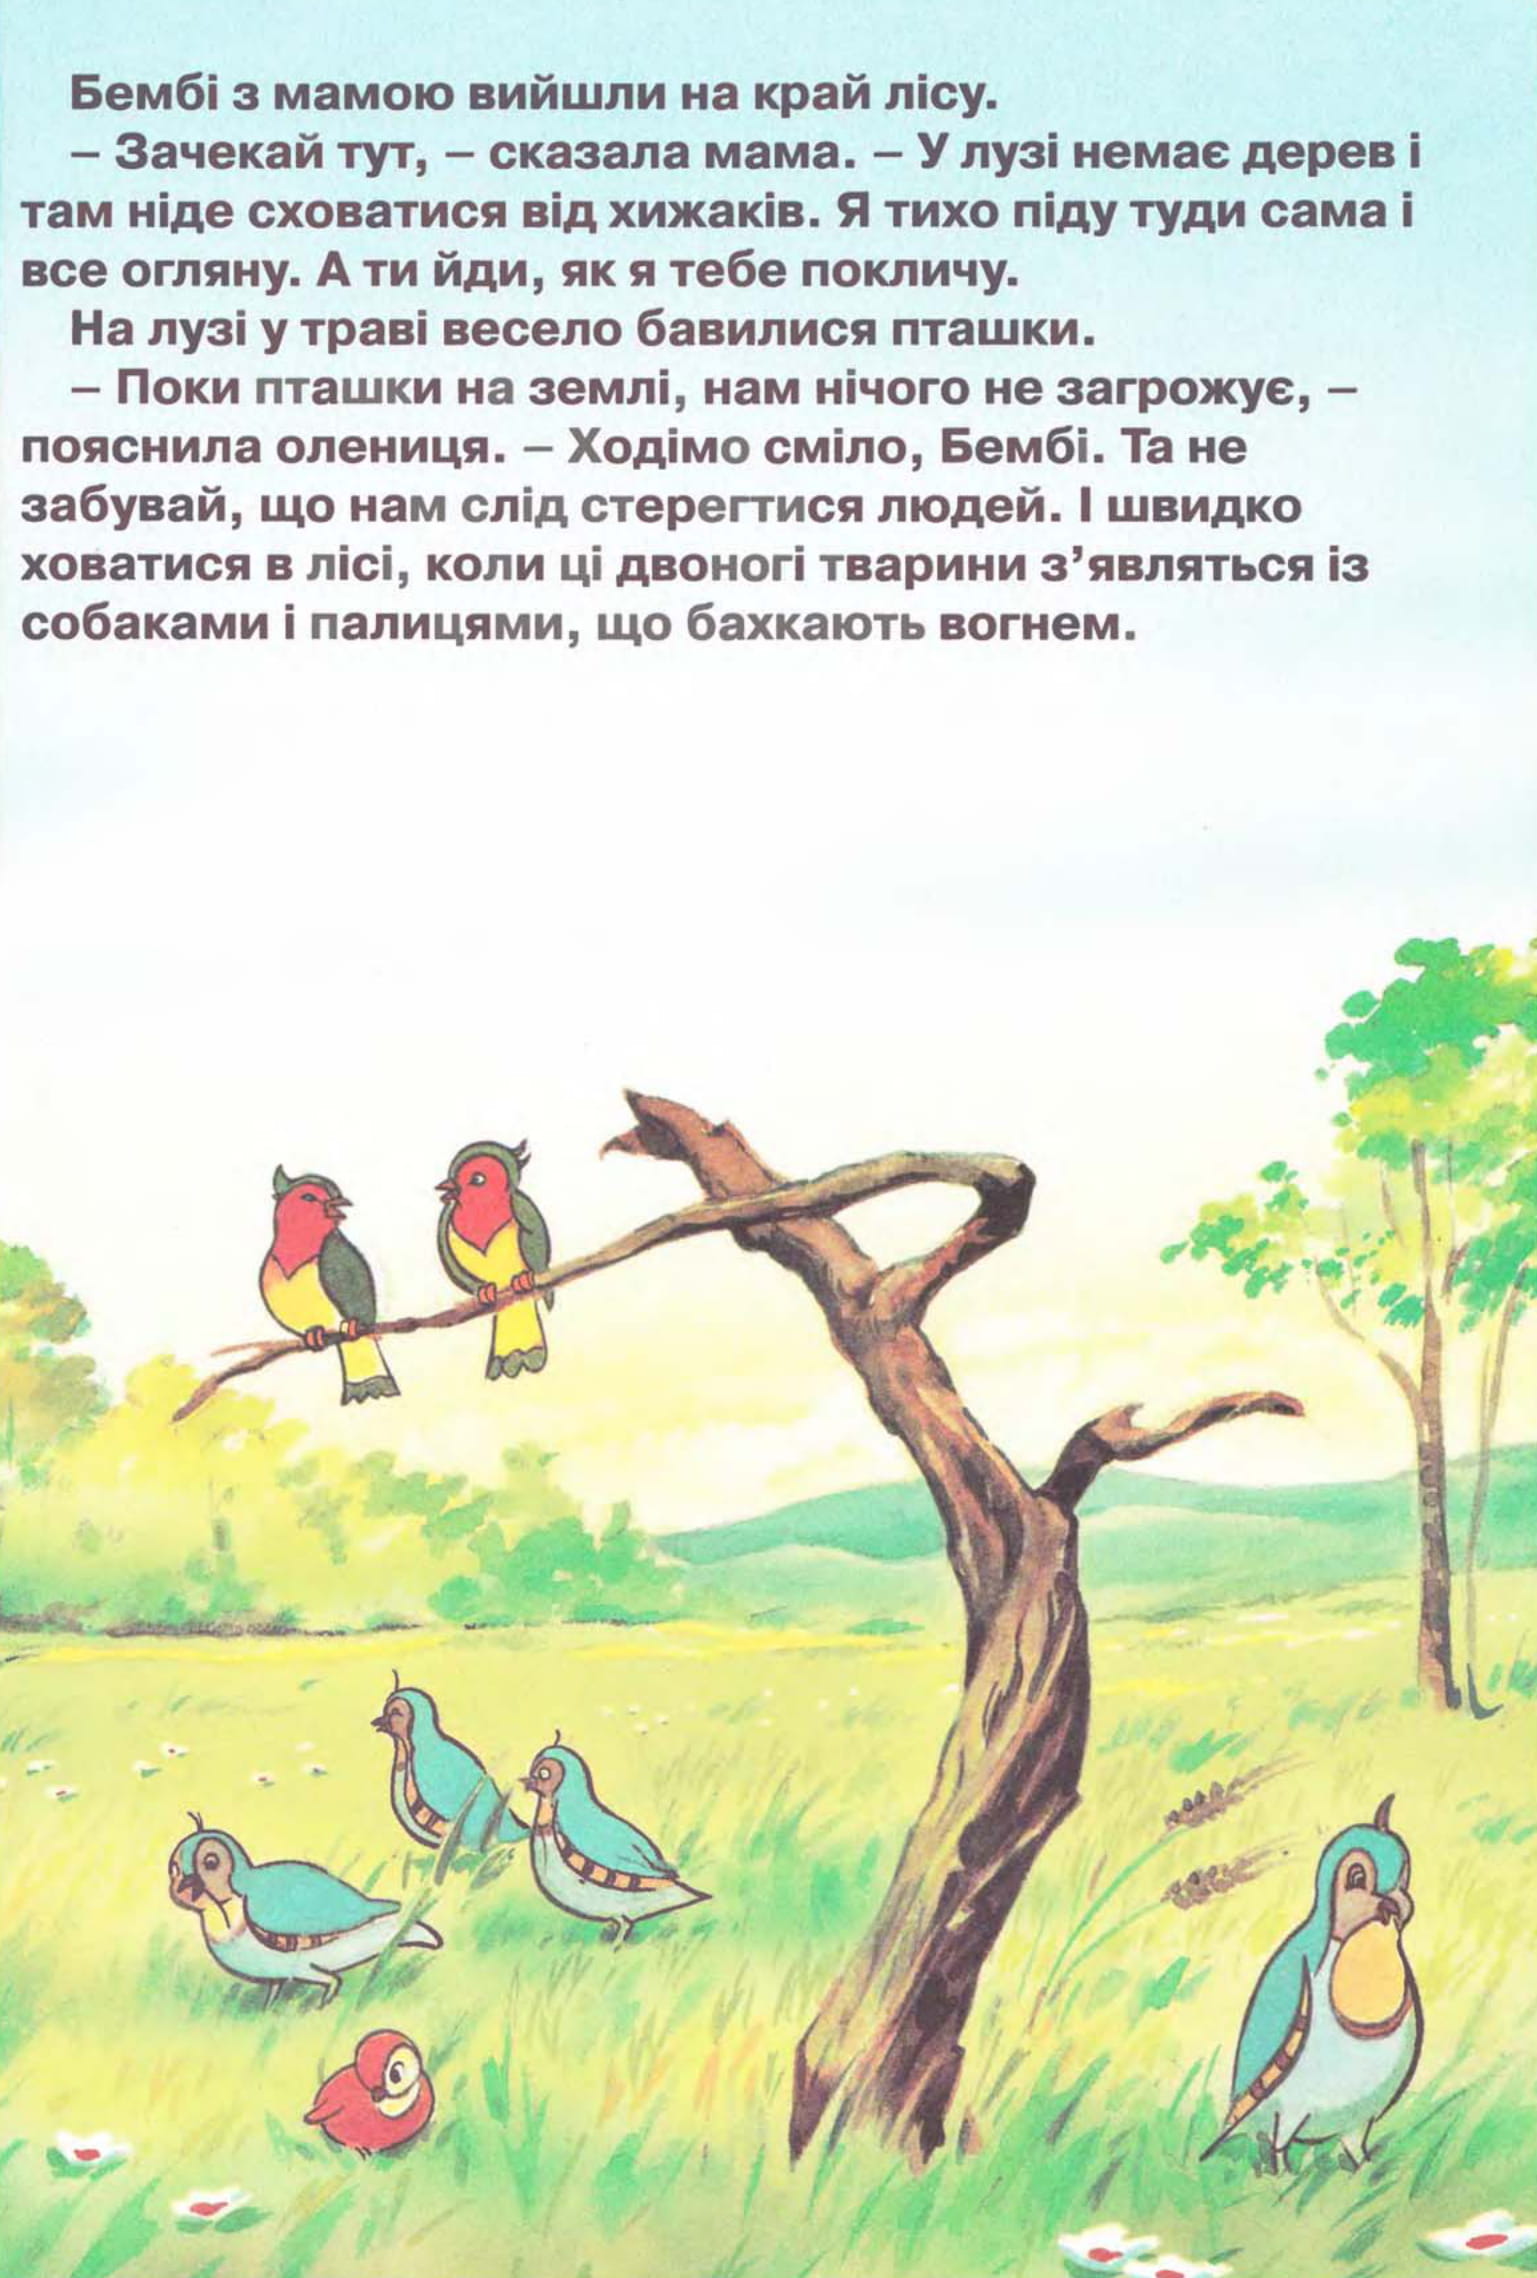 Бембі з мамою вийшли на край лісу.
– Зачекай тут, – сказала мама. – У лузі немає дерев і
там ніде сховатися від хижаків. Я тихо піду туди сама і
все огляну. А ти йди, як я тебе покличу.
На лузі у траві весело бавилися пташки.
– Поки пташки на землі, нам нічого не загрожує, –
пояснила олениця. – Ходімо сміло, Бембі. Та не
забувай, що нам слід стерегтися людей. І швидко
ховатися в лісі, коли ці двоногі тварини з’являться із
собаками і палицями, що бахкають вогнем.